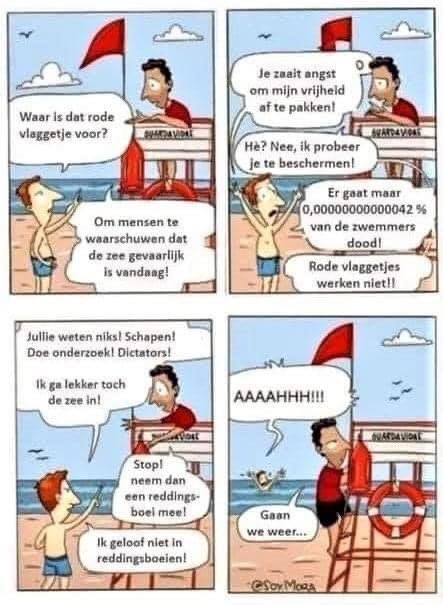 Waar is dat rode
vlaggetje voor?
GUARDAVIDAS
Om mensen te
waarschuwen dat
de zee gevaarlijk
is vandaag!
Je zaait angst
om mijn vrijheid
af te pakken!
GUARDAVIDAS
Hè? Nee, ik probeer
je te beschermen!
Er gaat maar
0,00000000000042 %
van de zwemmers
dood!
Rode vlaggetjes
werken niet!!
Jullie weten niks! Schapen!
Doe onderzoek! Dictators!
Ik ga lekker toch
de zee in!
Stop!
neem dan
een reddings-
boei mee!
Ik geloof niet in
reddingsboeien!
AAAAHHH!!!
GUARDAVIDAS
Gaan
we weer...